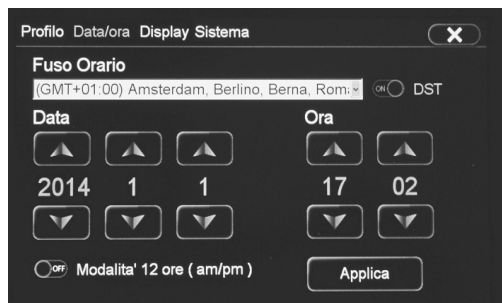 Profilo Data/ora Display Sistema
Fuso Orario
(GMT+01:00) Amsterdam, Berlino, Berna, Rom
ON DST
Data Ora
2014 1 1 17 02
OFF Modalita' 12 ore ( am/pm )
Applica